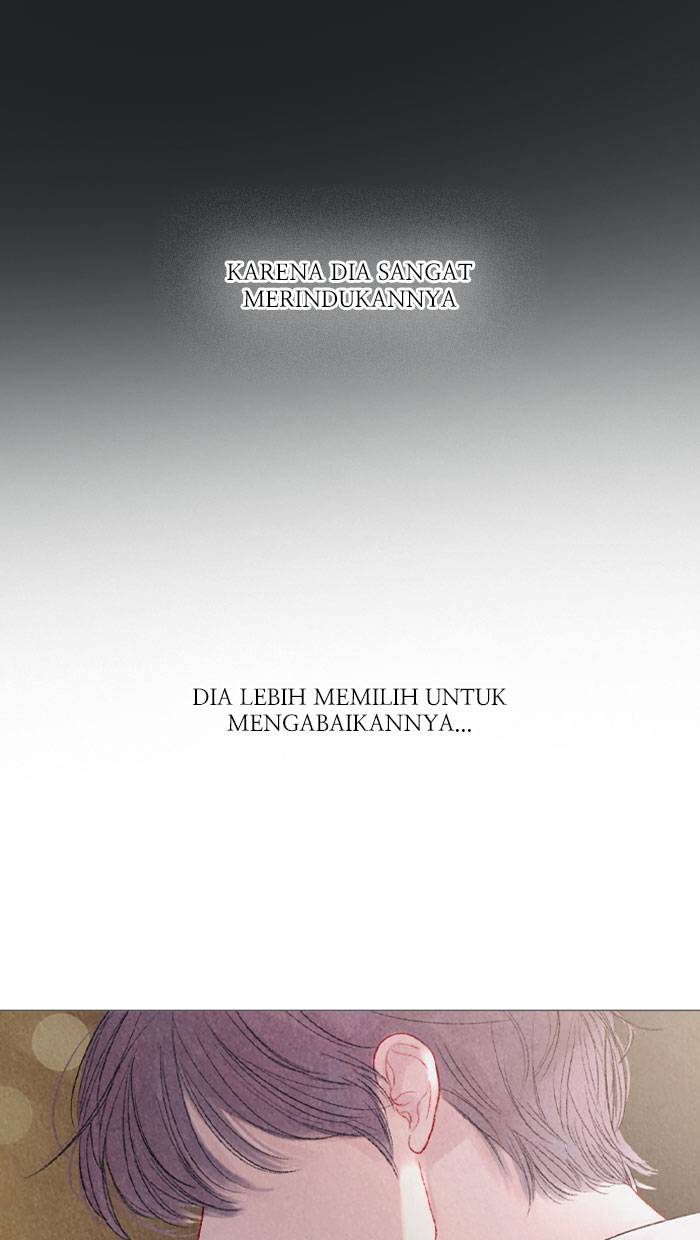 KARENA DIA SANGAT
MERINDUKANNYA
DIA LEBIH MEMILIH UNTUK
MENGABAIKANNYA...